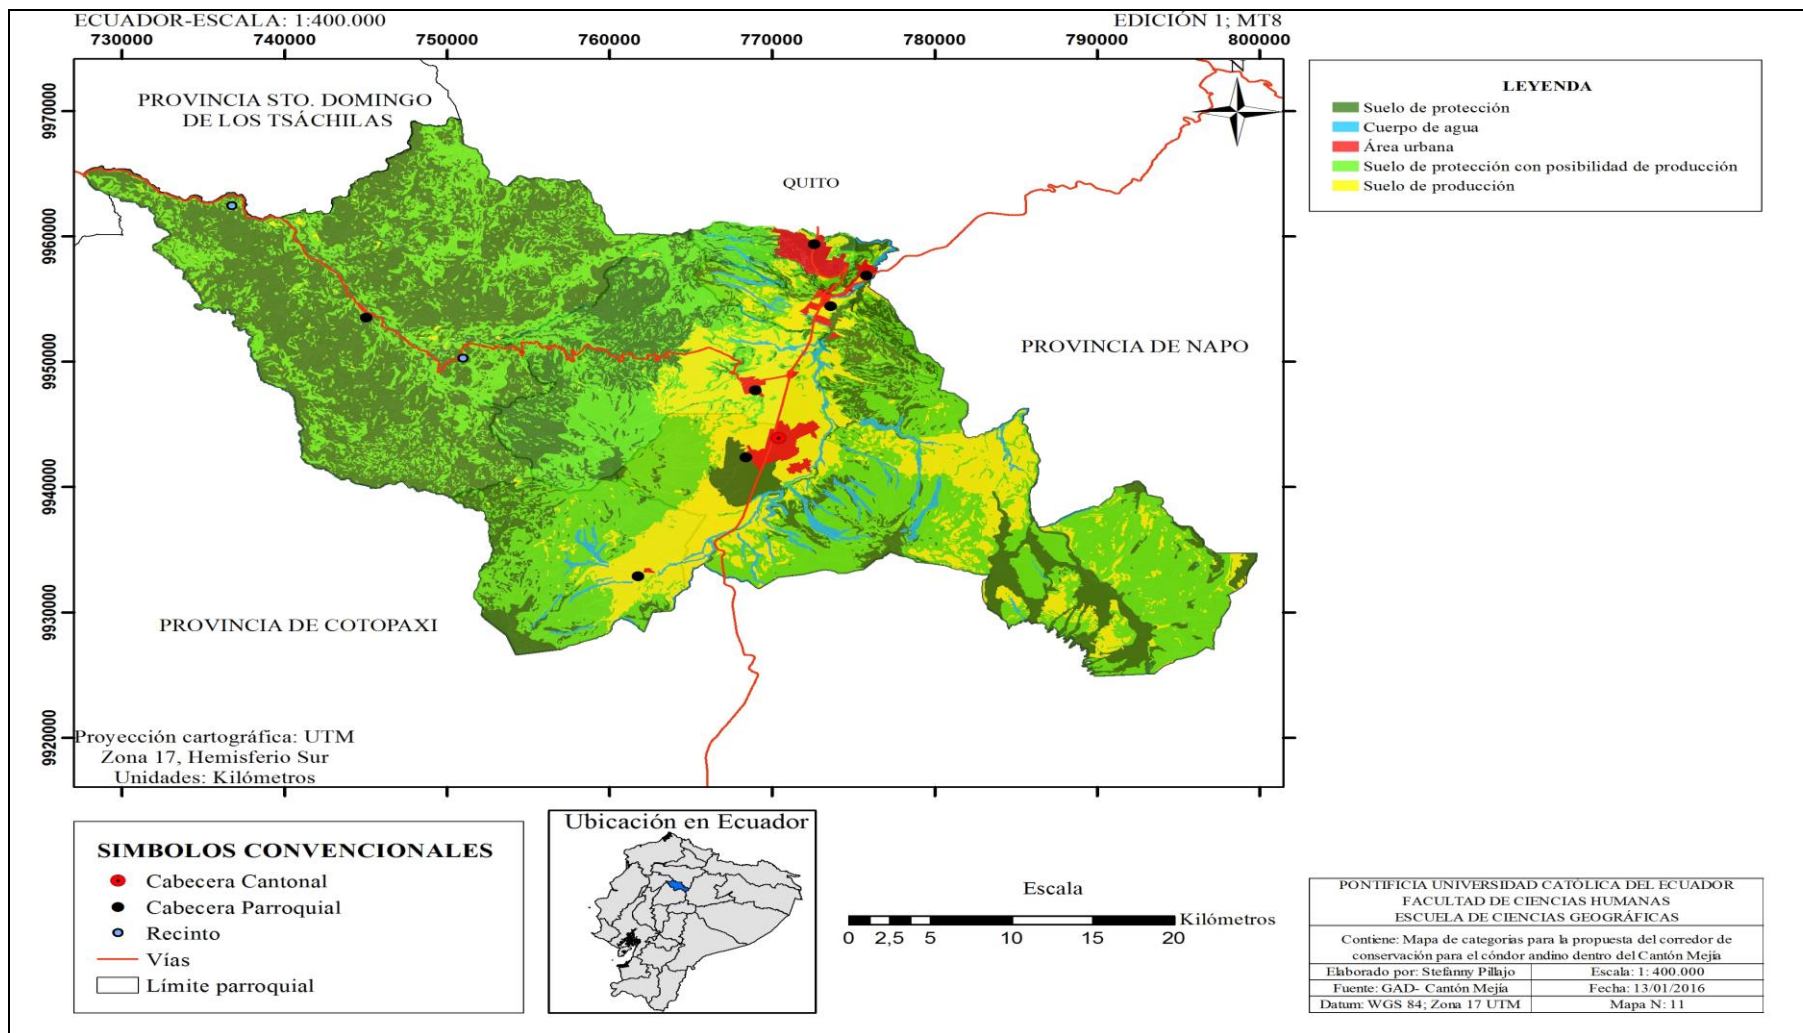 ECUADOR-ESCALA: 1:400.000
EDICIÓN 1; MT8
730000 740000 750000 760000 770000 780000 790000 800000
9970000
9960000
9950000
9940000
9930000
9920000
PROVINCIA STO. DOMINGO
DE LOS TSÁCHILAS
QUITO
N
PROVINCIA DE NAPO
PROVINCIA DE COTOPAXI
Proyección cartográfica: UTM
Zona 17, Hemisferio Sur
Unidades: Kilómetros
LEYENDA
Suelo de protección
Cuerpo de agua
Área urbana
Suelo de protección con posibilidad de producción
Suelo de producción
SIMBOLOS CONVENCIONALES
Cabecera Cantonal
Cabecera Parroquial
Recinto
Vías
Límite parroquial
Ubicación en Ecuador
Escala
Kilómetros
0 2,5 5 10 15 20
PONTIFICIA UNIVERSIDAD CATÓLICA DEL ECUADOR
FACULTAD DE CIENCIAS HUMANAS
ESCUELA DE CIENCIAS GEOGRÁFICAS
Contiene: Mapa de categorias para la propuesta del corredor de
conservación para el cóndor andino dentro del Cantón Mejía
Elaborado por: Stefanny Pillajo
Escala: 1: 400.000
Fuente: GAD- Cantón Mejía
Fecha: 13/01/2016
Datum: WGS 84; Zona 17 UTM
Mapa N: 11